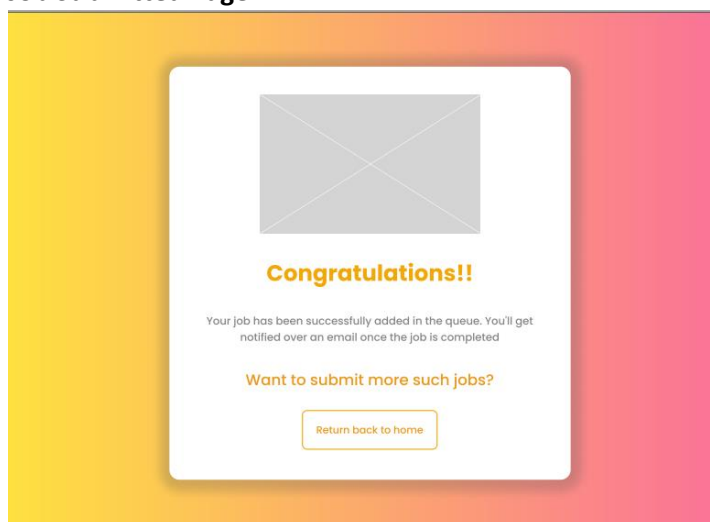 Congratulations!!
Your job has been successfully added in the queue. You'll get
notified over an email once the job is completed
Want to submit more such jobs?
Return back to home